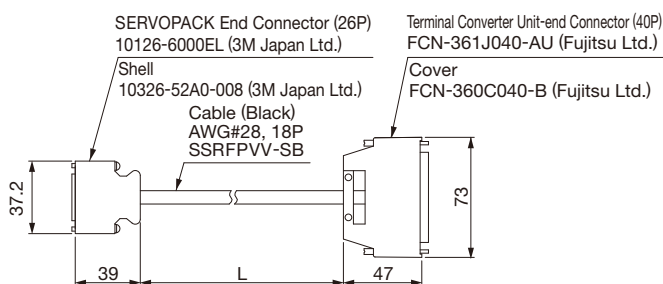 SERVOPACK End Connector (26P)
10126-6000EL (3M Japan Ltd.)
Shell
10326-52A0-008 (3M Japan Ltd.)
Cable (Black)
AWG#28, 18P
SSRFPVV-SB
Terminal Converter Unit-end Connector (40P)
FCN-361J040-AU (Fujitsu Ltd.)
Cover
FCN-360C040-B (Fujitsu Ltd.)
37.2
73
39
L
47